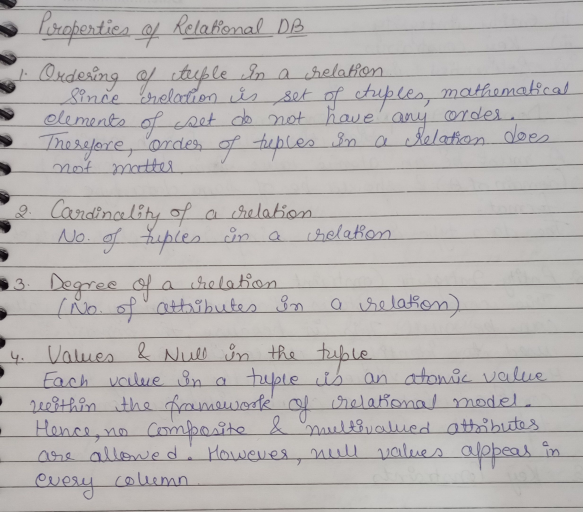 Properties of Relational DB
1. Ordering of tuple in a relation
Since relation is set of tuples, mathematical
elements of set do not have any order.
Therefore, order of tuples in a relation does
not matter
2. Cardinality of a relation
No. of tuples in a relation
3. Degree of a relation
(No. of attributes in a relation)
4. Values & Null in the tuple
Each value in a tuple is an atomic value
within the framework of relational model.
Hence, no composite & multivalued attributes
are allowed. However, null values appear in
every column